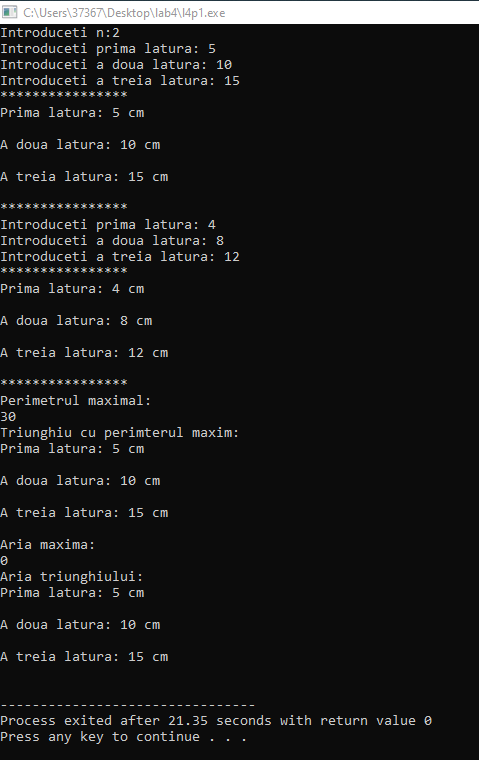 C:\Users\37367\Desktop\lab4\l4p1.exe
Introduceti n:2
Introduceti prima latura: 5
Introduceti a doua latura: 10
Introduceti a treia latura: 15
****************
Prima latura: 5 cm
A doua latura: 10 cm
A treia latura: 15 cm
****************
Introduceti prima latura: 4
Introduceti a doua latura: 8
Introduceti a treia latura: 12
****************
Prima latura: 4 cm
A doua latura: 8 cm
A treia latura: 12 cm
****************
Perimetrul maximal:
30
Triunghiu cu perimterul maxim:
Prima latura: 5 cm
A doua latura: 10 cm
A treia latura: 15 cm
Aria maxima:
0
Aria triunghiului:
Prima latura: 5 cm
A doua latura: 10 cm
A treia latura: 15 cm
--------------------------------
Process exited after 21.35 seconds with return value 0
Press any key to continue . . .